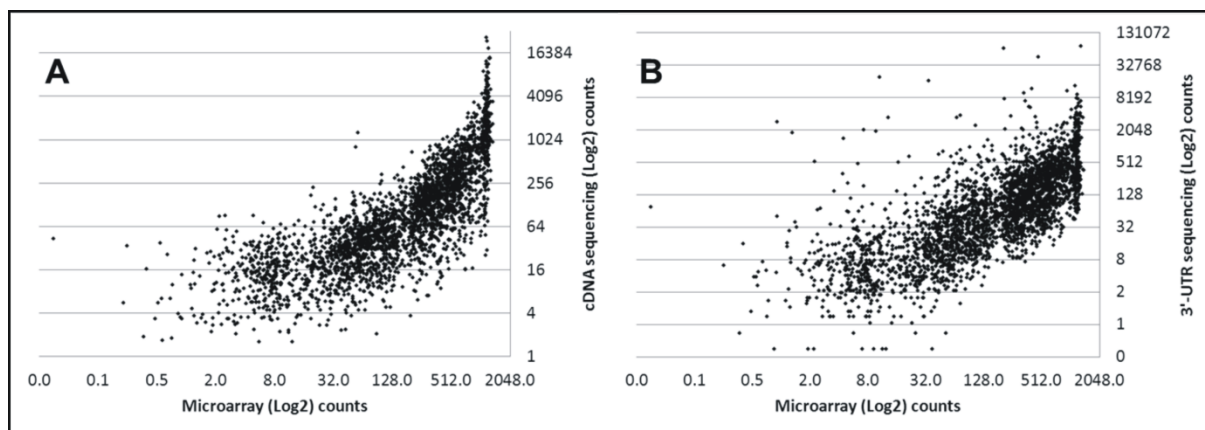 A
16384
4096
1024
256
64
16
4
1
cDNA sequencing (Log2) counts
0.0 0.1 0.5 2.0 8.0 32.0 128.0 512.0 2048.0
Microarray (Log2) counts
B
131072
32768
8192
2048
512
128
32
8
2
1
0
3'-UTR sequencing (Log2) counts
0.0 0.1 0.5 2.0 8.0 32.0 128.0 512.0 2048.0
Microarray (Log2) counts